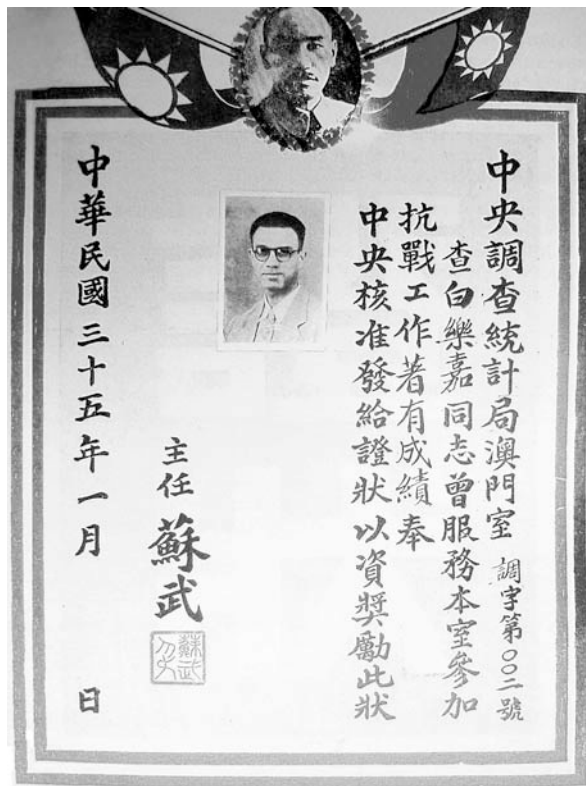 中央調查統計局澳門室 調字第〇〇二號
查白樂嘉同志曾服務本室參加
抗戰工作著有成績奉
中央核准發給證狀以資獎勵此狀
主任 蘇武
中華民國三十五年一月 日